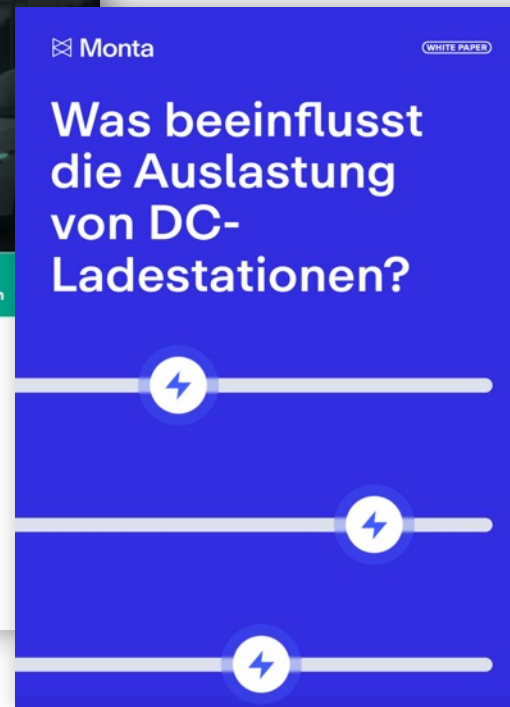 Monta
WHITE PAPER
Was beeinflusst
die Auslastung
von DC-
Ladestationen?